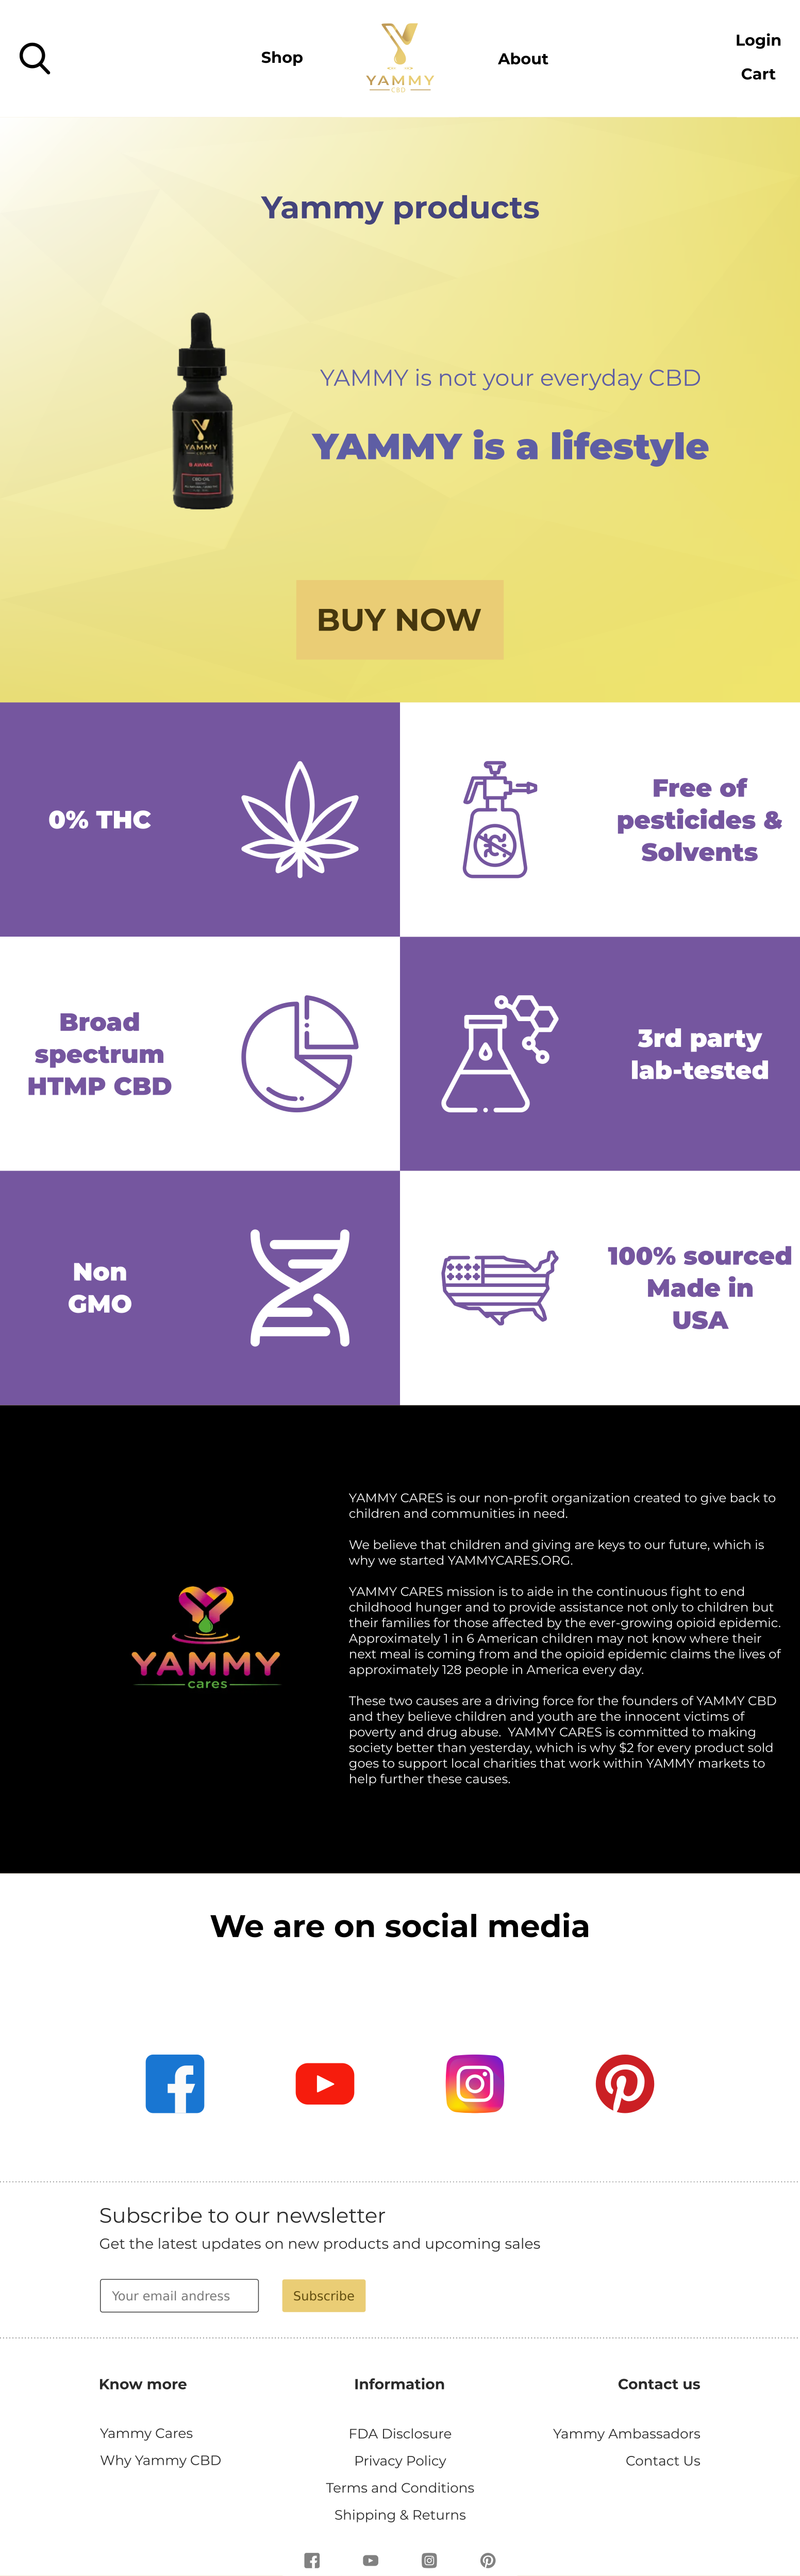 Shop
YAMMY
CBD
About
Login
Cart
Yammy products
YAMMY
CBD
B AWAKE
CBD OIL
YAMMY is not your everyday CBD
YAMMY is a lifestyle
BUY NOW
0% THC
Free of
pesticides &
Solvents
Broad
spectrum
HTMP CBD
3rd party
lab-tested
Non
GMO
100% sourced
Made in
USA
YAMMY
cares
YAMMY CARES is our non-profit organization created to give back to
children and communities in need.
We believe that children and giving are keys to our future, which is
why we started YAMMYCARES.ORG.
YAMMY CARES mission is to aide in the continuous fight to end
childhood hunger and to provide assistance not only to children but
their families for those affected by the ever-growing opioid epidemic.
Approximately 1 in 6 American children may not know where their
next meal is coming from and the opioid epidemic claims the lives of
approximately 128 people in America every day.
These two causes are a driving force for the founders of YAMMY CBD
and they believe children and youth are the innocent victims of
poverty and drug abuse.  YAMMY CARES is committed to making
society better than yesterday, which is why $2 for every product sold
goes to support local charities that work within YAMMY markets to
help further these causes.
We are on social media
Subscribe to our newsletter
Get the latest updates on new products and upcoming sales
Your email andress
Subscribe
Know more
Yammy Cares
Why Yammy CBD
Information
FDA Disclosure
Privacy Policy
Terms and Conditions
Shipping & Returns
Contact us
Yammy Ambassadors
Contact Us